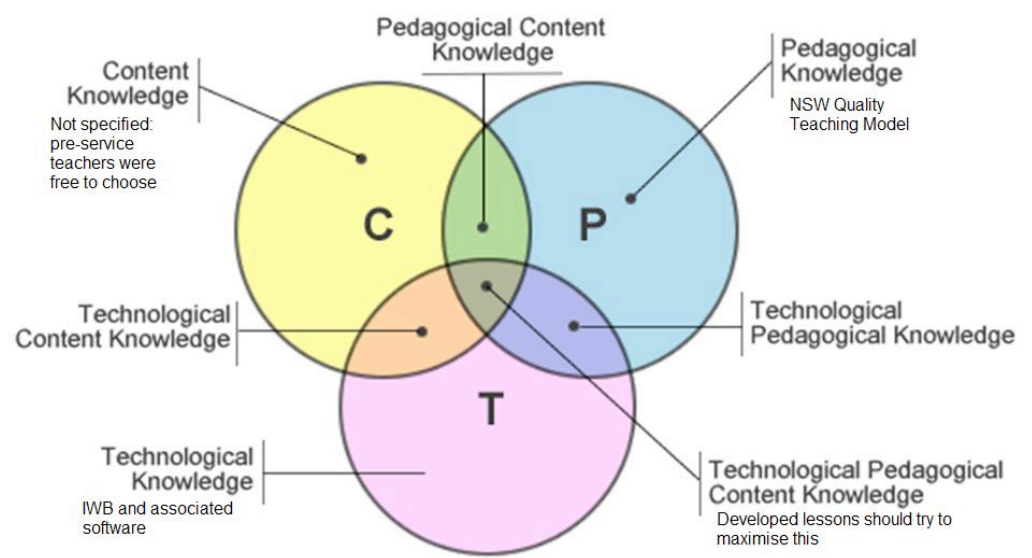 Pedagogical Content
Knowledge
Content
Knowledge
Not specified:
pre-service
teachers were
free to choose
Pedagogical
Knowledge
NSW Quality
Teaching Model
C
P
Technological
Content Knowledge
Technological
Pedagogical Knowledge
T
Technological
Knowledge
IWB and associated
software
Technological Pedagogical
Content Knowledge
Developed lessons should try to
maximise this